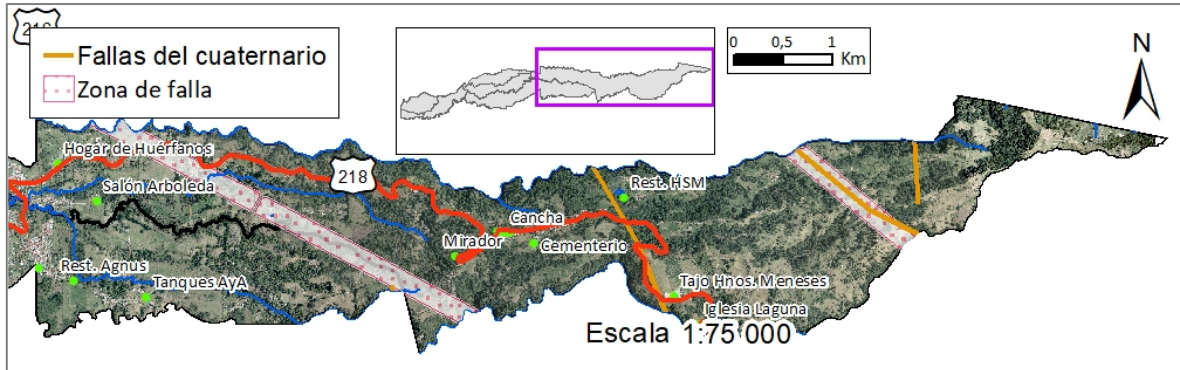 216
Fallas del cuaternario
Zona de falla
0 0,5 1
Km
N
Hogar de Huérfanos
218
Salón Arboleda
Rest. HSM
Cancha
Mirador
Cementerio
Rest. Agnus
Tanques AyA
Tajo Hnos. Meneses
Iglesia Laguna
Escala 1:75 000